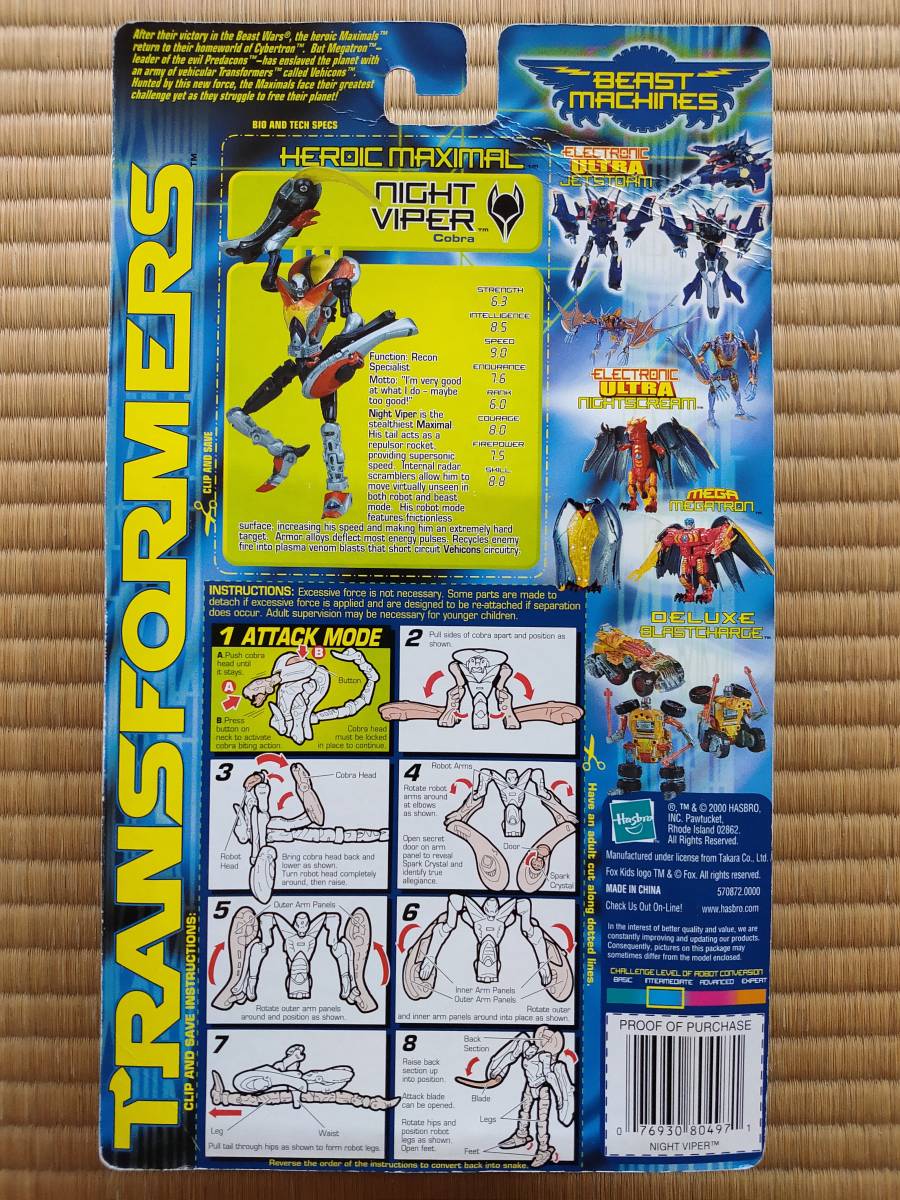 After their victory in the Beast Wars®, the heroic Maximals™
return to their homeworld of Cybertron™. But Megatron™–
leader of the evil Predacons™–has enslaved the planet with
an army of vehicular Transformers™ called Vehicons™.
Hunted by this new force, the Maximals face their greatest
challenge yet as they struggle to free their planet!
BEAST
MACHINES
TRANSFORMERS™
BIO AND TECH SPECS
HEROIC MAXIMAL™
NIGHT
VIPER™
Cobra
STRENGTH
6.3
INTELLIGENCE
8.5
SPEED
9.0
ENDURANCE
7.6
RANK
6.0
COURAGE
8.0
FIREPOWER
7.5
SKILL
8.8
Function: Recon
Specialist
Motto: "I'm very good
at what I do – maybe
too good!"
Night Viper is the
stealthiest Maximal.
His tail acts as a
repulsor rocket,
providing supersonic
speed. Internal radar
scramblers allow him to
move virtually unseen in
both robot and beast
mode. His robot mode
features frictionless
surface, increasing his speed and making him an extremely hard
target. Armor alloys deflect most energy pulses. Recycles enemy
fire into plasma venom blasts that short circuit Vehicons circuitry.
CLIP AND SAVE
ELECTRONIC
ULTRA
JETSTORM™
ELECTRONIC
ULTRA
NIGHTSCREAM™
MEGA
MEGATRON™
DELUXE
BLASTCHARGE™
INSTRUCTIONS: Excessive force is not necessary. Some parts are made to
detach if excessive force is applied and are designed to be re-attached if separation
does occur. Adult supervision may be necessary for younger children.
CLIP AND SAVE INSTRUCTIONS:
1 ATTACK MODE
A.Push cobra
head until
it stays.
A
B
Button
B.Press
button on
neck to activate
cobra biting action.
Cobra head
must be locked
in place to continue.
2 Pull sides of cobra apart and position as
shown.
3
Cobra Head
Robot
Head
Bring cobra head back and
lower as shown.
Turn robot head completely
around, then raise.
4
Robot Arms
Rotate robot
arms around
at elbows
as shown.
Open secret
door on arm
panel to reveal
Spark Crystal and
identify true
allegiance.
Door
Spark
Crystal
5
Outer Arm Panels
Rotate outer arm panels
around and position as shown.
6
Inner Arm Panels
Outer Arm Panels
Rotate outer
and inner arm panels around into place as shown.
7
Leg
Waist
Pull tail through hips as shown to form robot legs.
8
Back
Section
Raise back
section up
into position.
Attack blade
can be opened.
Blade
Rotate hips and
position robot
legs as shown.
Open feet.
Legs
Feet
Reverse the order of the instructions to convert back into snake.
Have an adult cut along dotted lines.
Hasbro
®, ™ & © 2000 HASBRO,
INC. Pawtucket,
Rhode Island 02862.
All Rights Reserved.
Manufactured under license from Takara Co., Ltd.
Fox Kids logo TM & © Fox. All rights reserved.
MADE IN CHINA
570872.0000
Check Us Out On-Line!
www.hasbro.com
In the interest of better quality and value, we are
constantly improving and updating our products.
Consequently, pictures on this package may
sometimes differ from the model enclosed.
CHALLENGE LEVEL OF ROBOT CONVERSION
BASIC INTERMEDIATE ADVANCED EXPERT
PROOF OF PURCHASE
0 76930 80497 1
NIGHT VIPER™